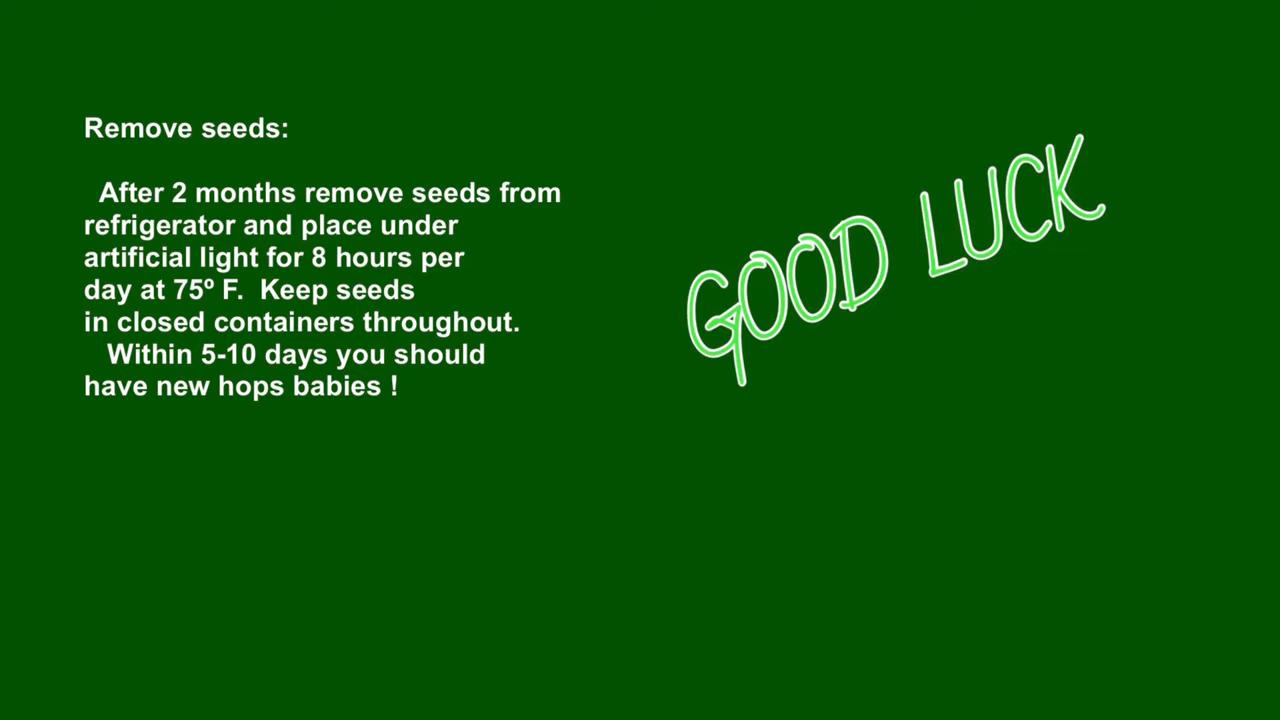 Remove seeds:
After 2 months remove seeds from
refrigerator and place under
artificial light for 8 hours per
day at 75º F.  Keep seeds
in closed containers throughout.
Within 5-10 days you should
have new hops babies !
GOOD LUCK